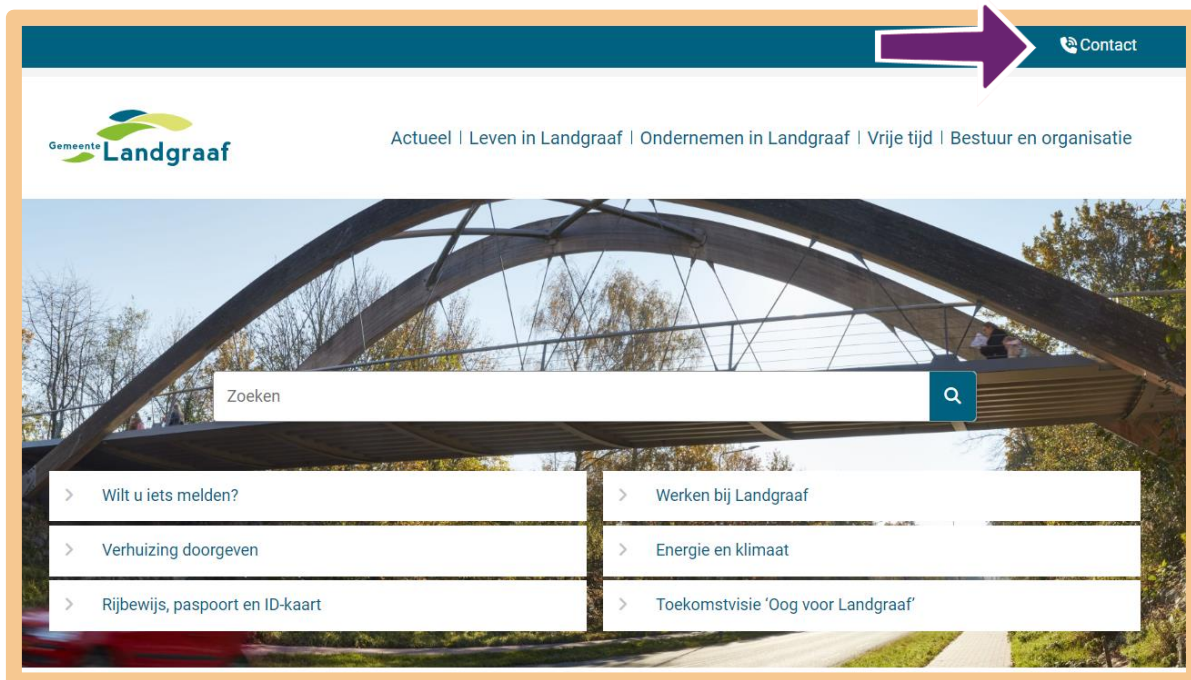 Contact
Gemeente
Landgraaf
Actueel | Leven in Landgraaf | Ondernemen in Landgraaf | Vrije tijd | Bestuur en organisatie
Zoeken
Wilt u iets melden?
Werken bij Landgraaf
Verhuizing doorgeven
Energie en klimaat
Rijbewijs, paspoort en ID-kaart
Toekomstvisie ‘Oog voor Landgraaf’